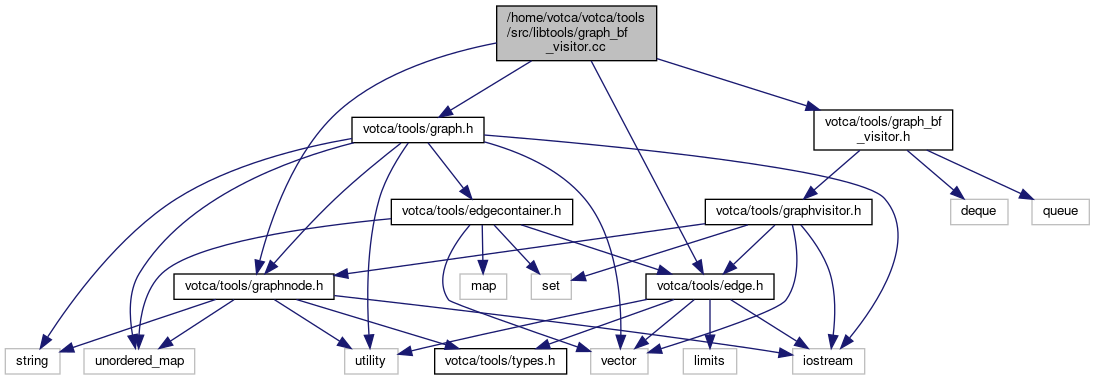 /home/votca/votca/tools
/src/libtools/graph_bf
_visitor.cc
votca/tools/graph.h
votca/tools/graph_bf
_visitor.h
votca/tools/edgecontainer.h
votca/tools/graphvisitor.h
deque
queue
votca/tools/graphnode.h
map
set
votca/tools/edge.h
string
unordered_map
utility
votca/tools/types.h
vector
limits
iostream